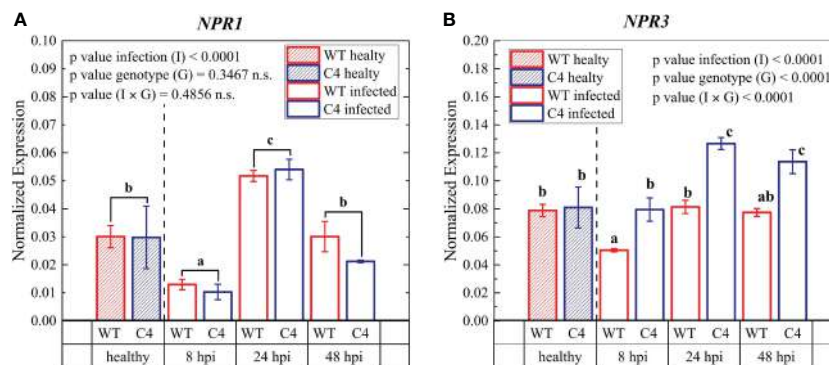 A
NPR1
0.10
0.09
0.08
0.07
0.06
0.05
0.04
0.03
0.02
0.01
0.00
Normalized Expression
p value infection (I) < 0.0001
p value genotype (G) = 0.3467 n.s.
p value (I × G) = 0.4856 n.s.
WT healty
C4 healty
WT infected
C4 infected
b
a
c
b
WT C4 WT C4 WT C4 WT C4
healthy 8 hpi 24 hpi 48 hpi
B
NPR3
0.20
0.18
0.16
0.14
0.12
0.10
0.08
0.06
0.04
0.02
0.00
Normalized Expression
WT healty
C4 healty
WT infected
C4 infected
p value infection (I) < 0.0001
p value genotype (G) < 0.0001
p value (I × G) < 0.0001
b b a b b c ab c
WT C4 WT C4 WT C4 WT C4
healthy 8 hpi 24 hpi 48 hpi